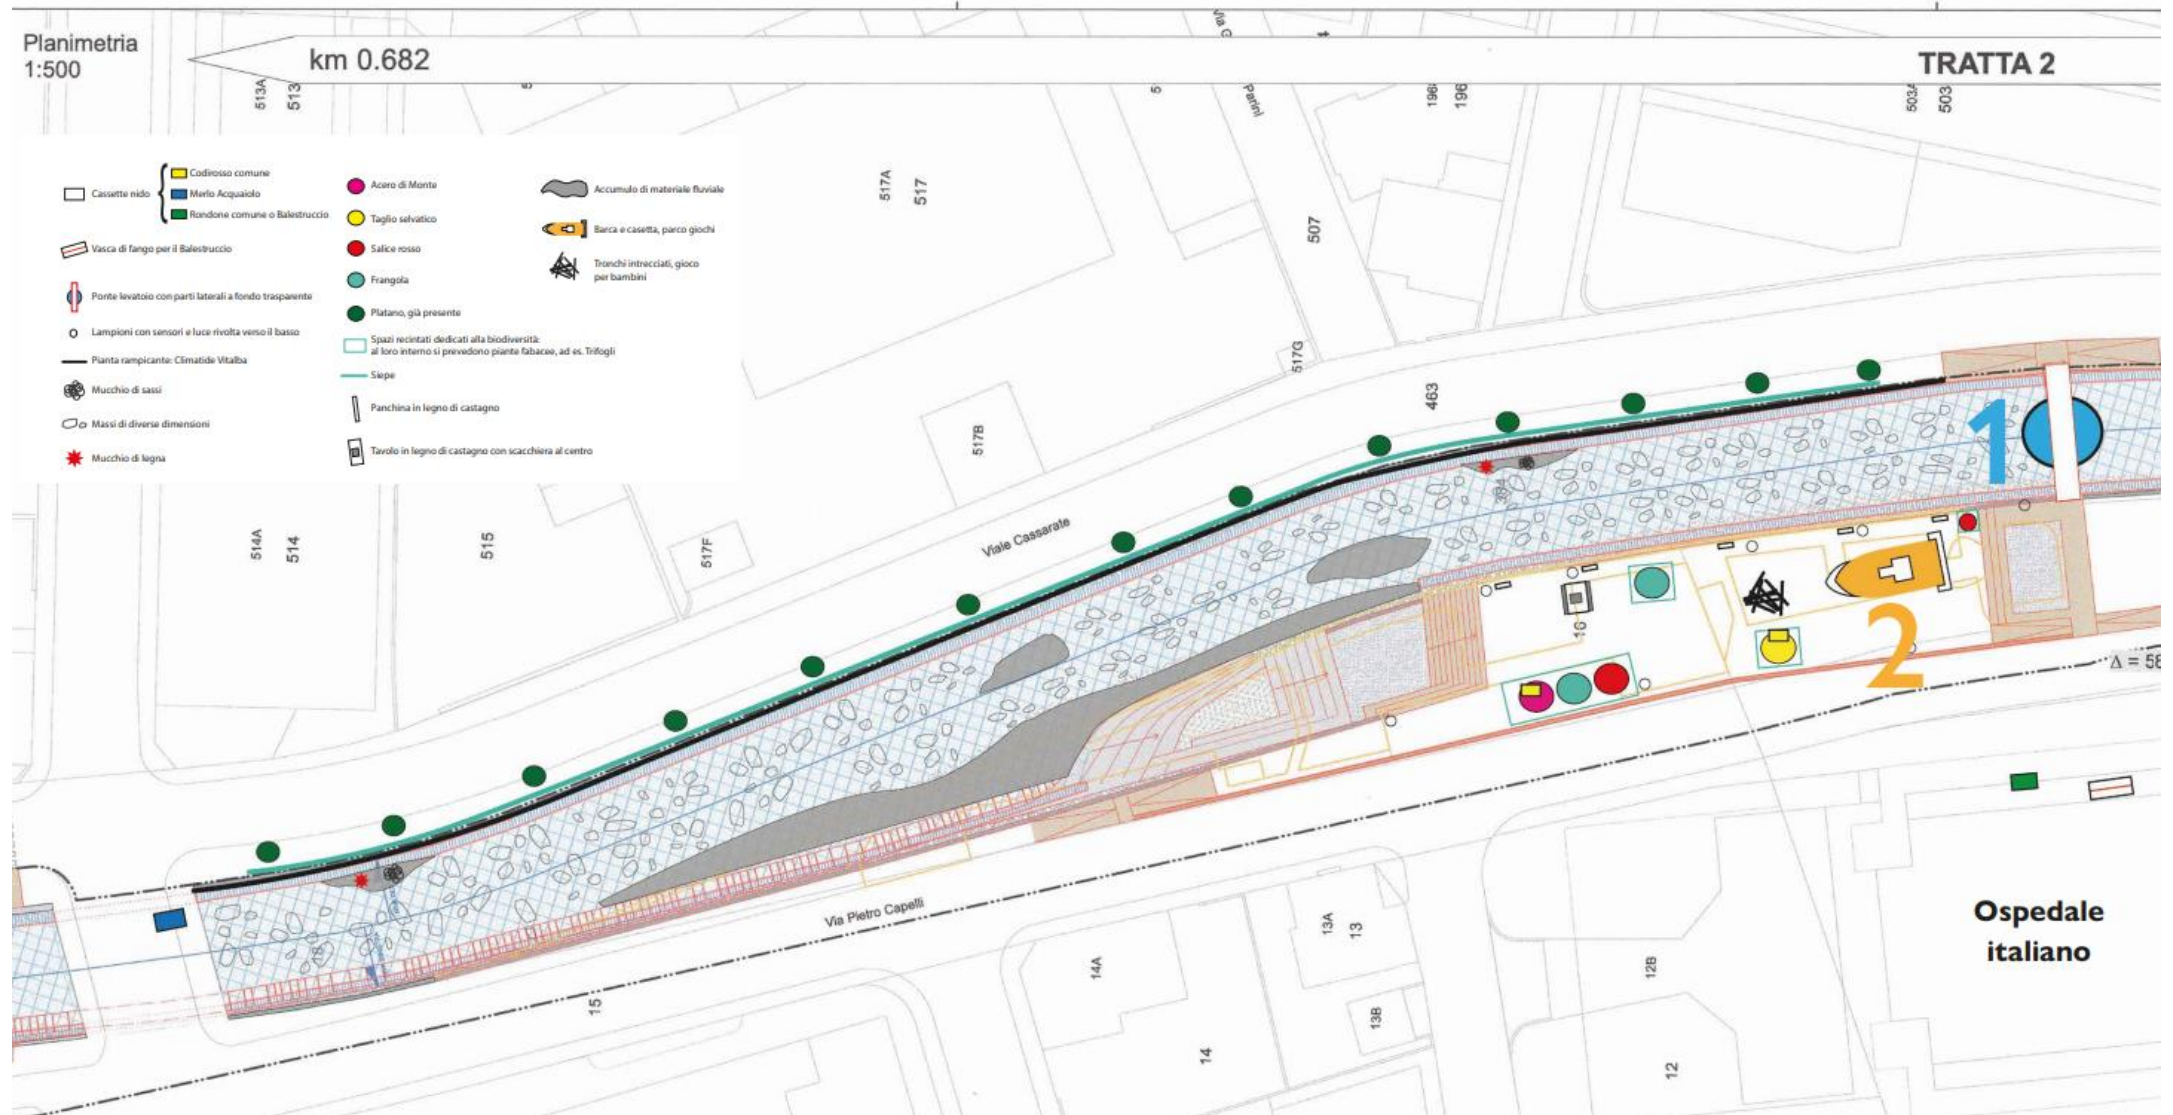 Planimetria
1:500
km 0.682
TRATTA 2
513A
513
5
Parini
196
503
Cassette nido
Codirosso comune
Merlo Acquaiolo
Rondone comune o Balestruccio
Vasca di fango per il Balestruccio
Ponte levatoio con parti laterali a fondo trasparente
Lampioni con sensori e luce rivolta verso il basso
Pianta rampicante: Climatide Vitalba
Mucchio di sassi
Massi di diverse dimensioni
Mucchio di legna
Acero di Monte
Taglio selvatico
Salice rosso
Frangola
Platano, già presente
Spazi recintati dedicati alla biodiversità:
al loro interno si prevedono piante fabacee, ad es. Trifogli
Siepe
Panchina in legno di castagno
Tavolo in legno di castagno con scacchiera al centro
Accumulo di materiale fluviale
Barca e casetta, parco giochi
Tronchi intrecciati, gioco
per bambini
517A
517
507
517G
463
517B
514A
514
515
517F
Viale Cassarate
394
1
16
2
Δ = 58
Via Pietro Capelli
15
14A
14
13A
13
13B
12B
12
Ospedale
italiano